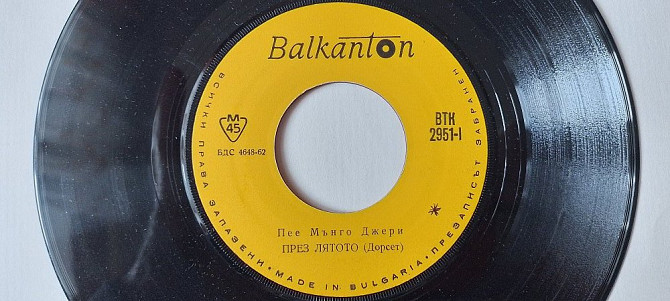 Balkanton
М
45
БДС 4648-62
ВТК
2951-I
Пее Мънго Джери
ПРЕЗ ЛЯТОТО (Дорсет)
ВСИЧКИ ПРАВА ЗАПАЗЕНИ • MADE IN BULGARIA • ПРЕЗАПИСЪТ ЗАБРАНЕН